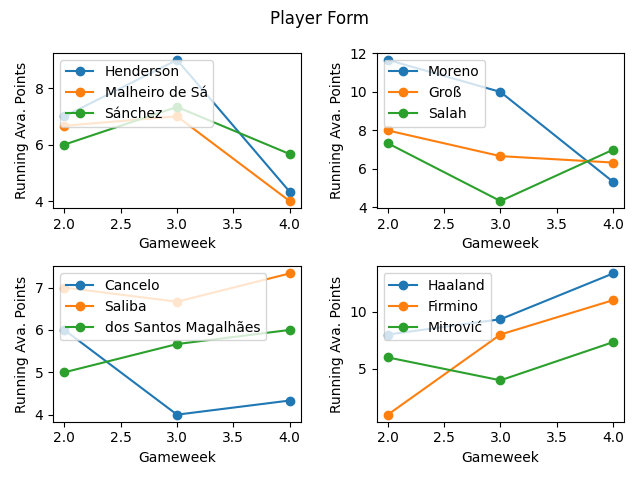 Player Form
Running Ava. Points
8
6
4
Henderson
Malheiro de Sá
Sánchez
2.0 2.5 3.0 3.5 4.0
Gameweek
Running Ava. Points
12
10
8
6
4
Moreno
Groß
Salah
2.0 2.5 3.0 3.5 4.0
Gameweek
Running Ava. Points
7
6
5
4
Cancelo
Saliba
dos Santos Magalhães
2.0 2.5 3.0 3.5 4.0
Gameweek
Running Ava. Points
10
5
Haaland
Firmino
Mitrović
2.0 2.5 3.0 3.5 4.0
Gameweek